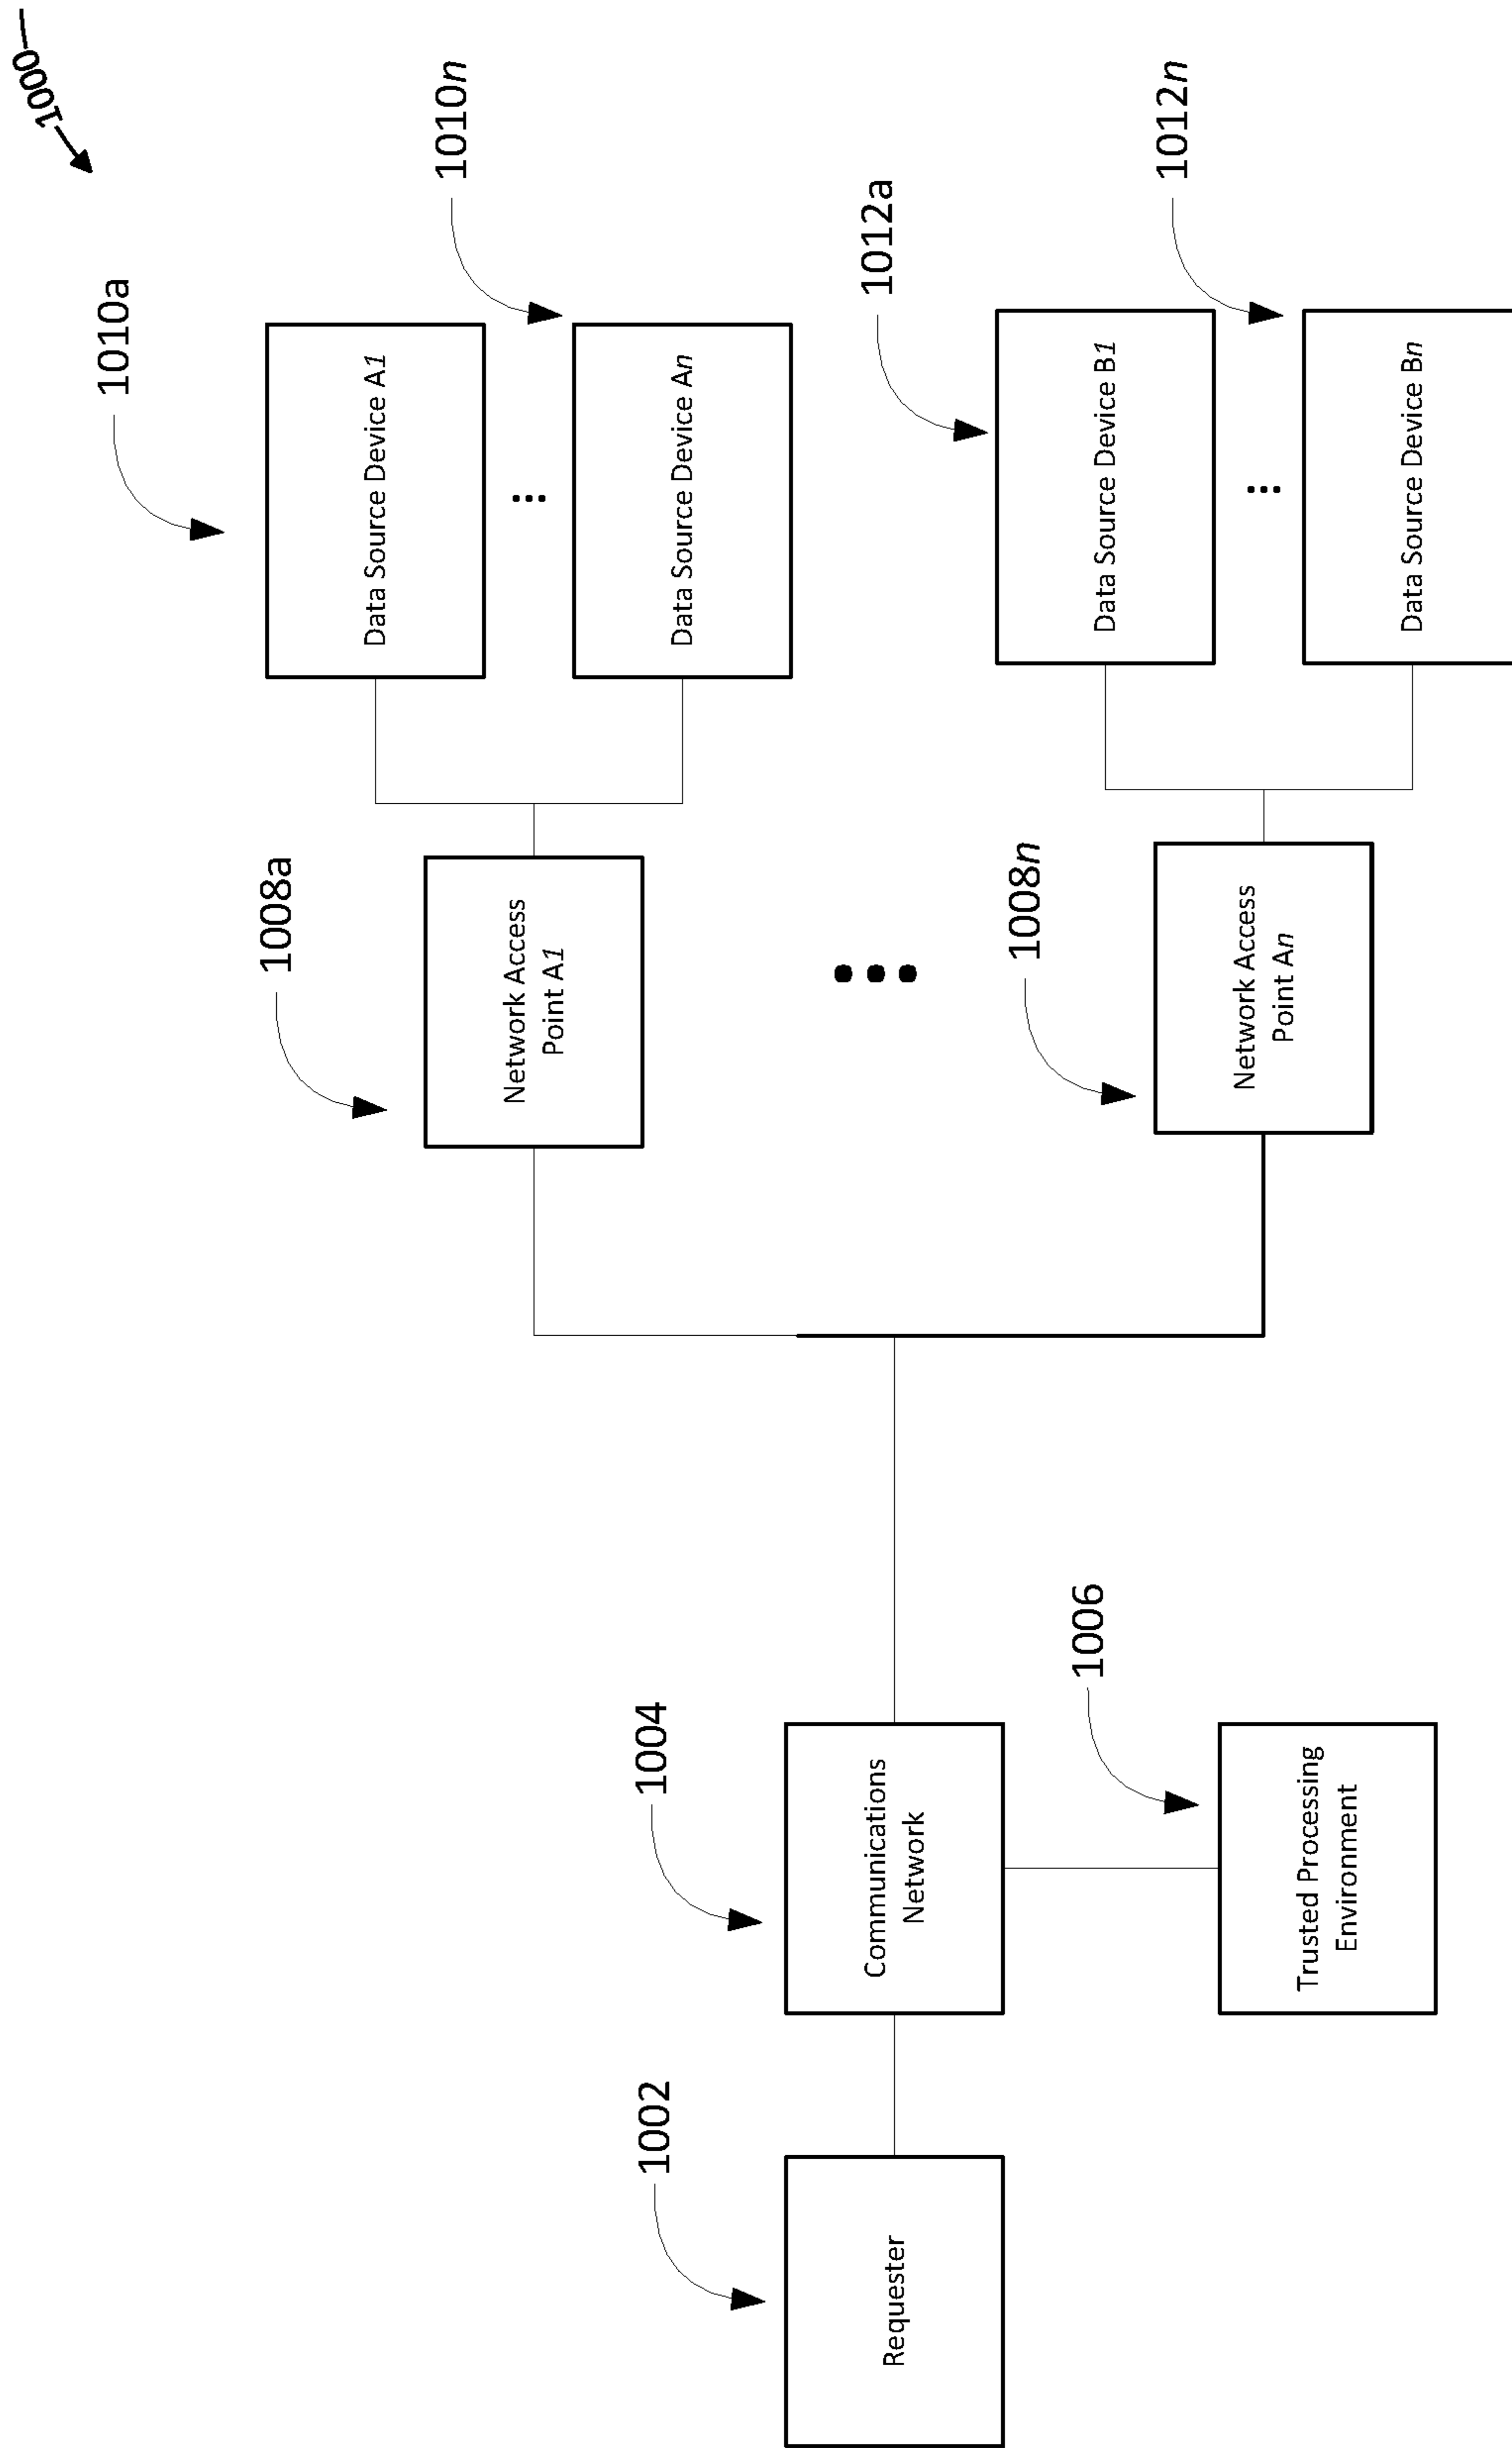 1000
1010a
Data Source Device A1
1010n
...
Data Source Device An
1008a
Network Access
Point A1
...
1012a
Data Source Device B1
1012n
...
Data Source Device Bn
1008n
Network Access
Point An
1004
Communications
Network
1006
Trusted Processing
Environment
1002
Requester